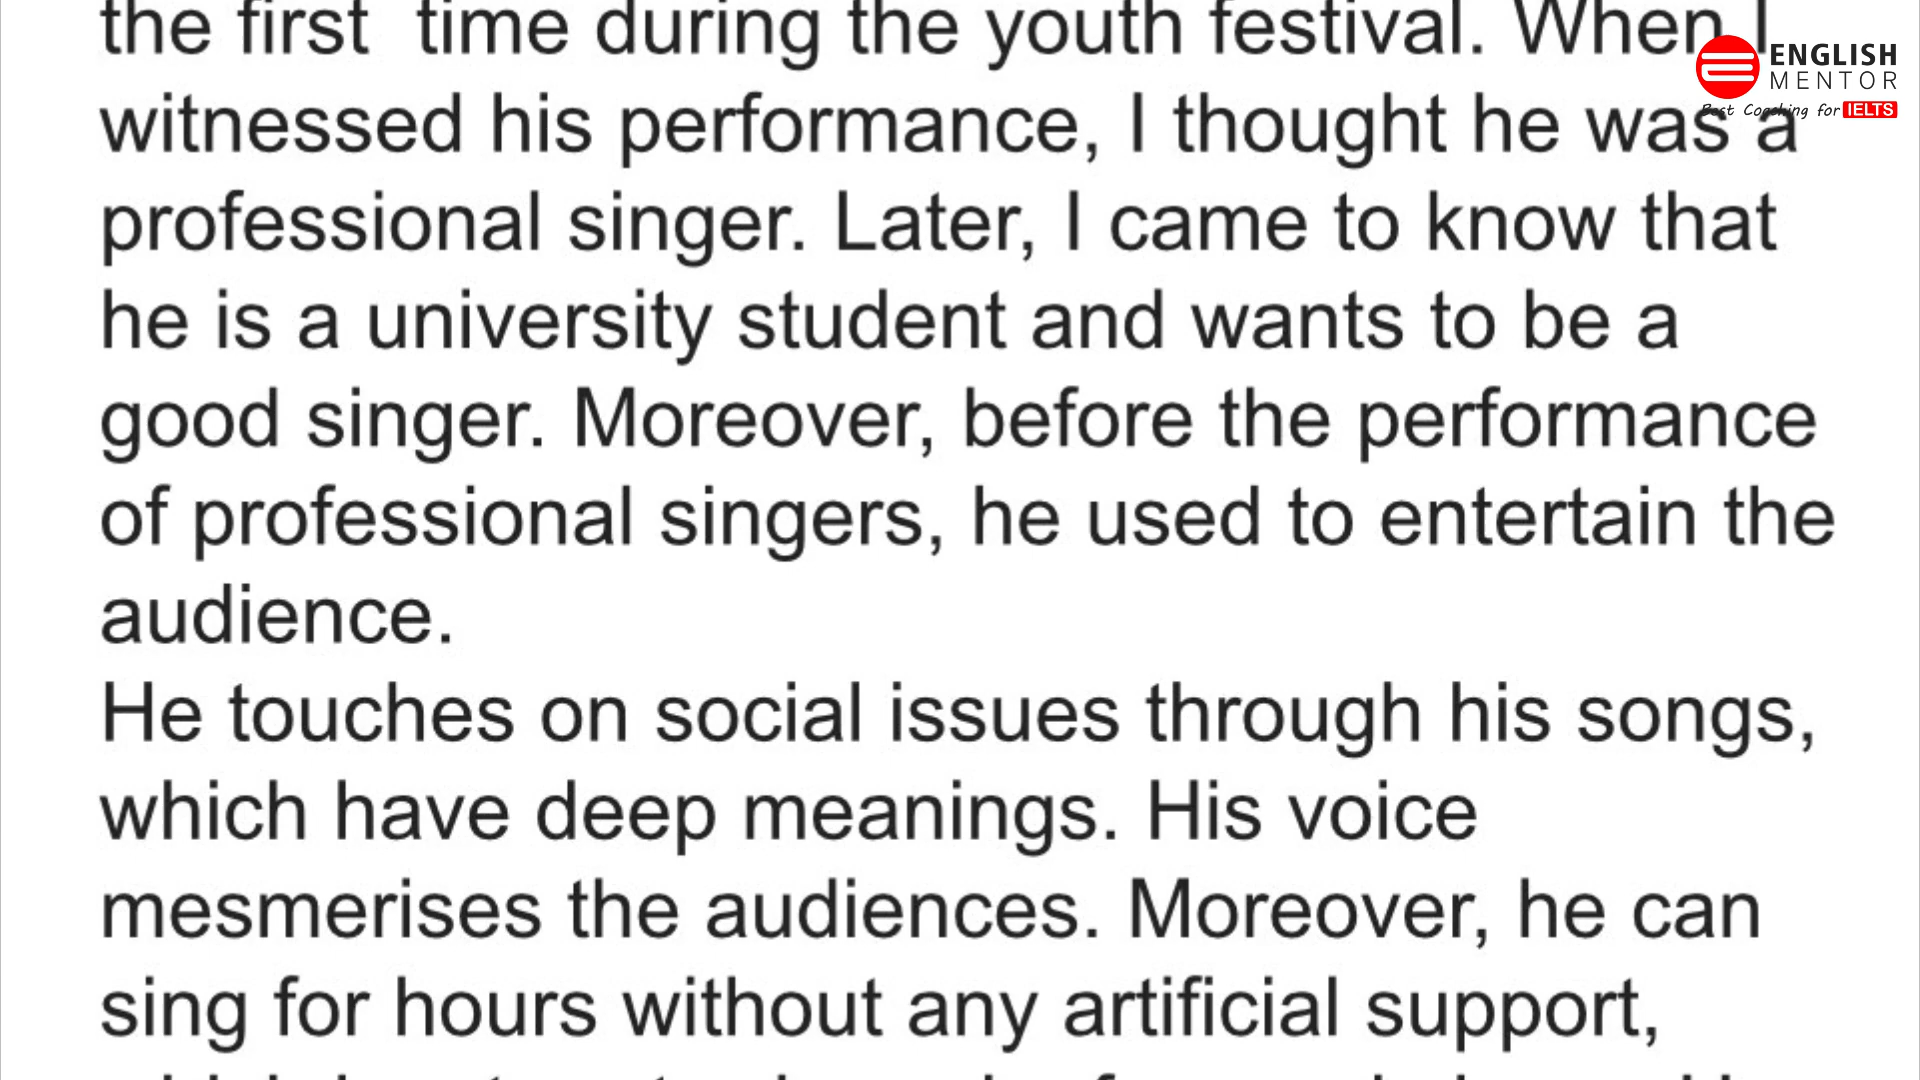 the first  time during the youth festival. When I
witnessed his performance, I thought he was a
professional singer. Later, I came to know that
he is a university student and wants to be a
good singer. Moreover, before the performance
of professional singers, he used to entertain the
audience.
He touches on social issues through his songs,
which have deep meanings. His voice
mesmerises the audiences. Moreover, he can
sing for hours without any artificial support,
ENGLISH
MENTOR
Best Coaching for IELTS